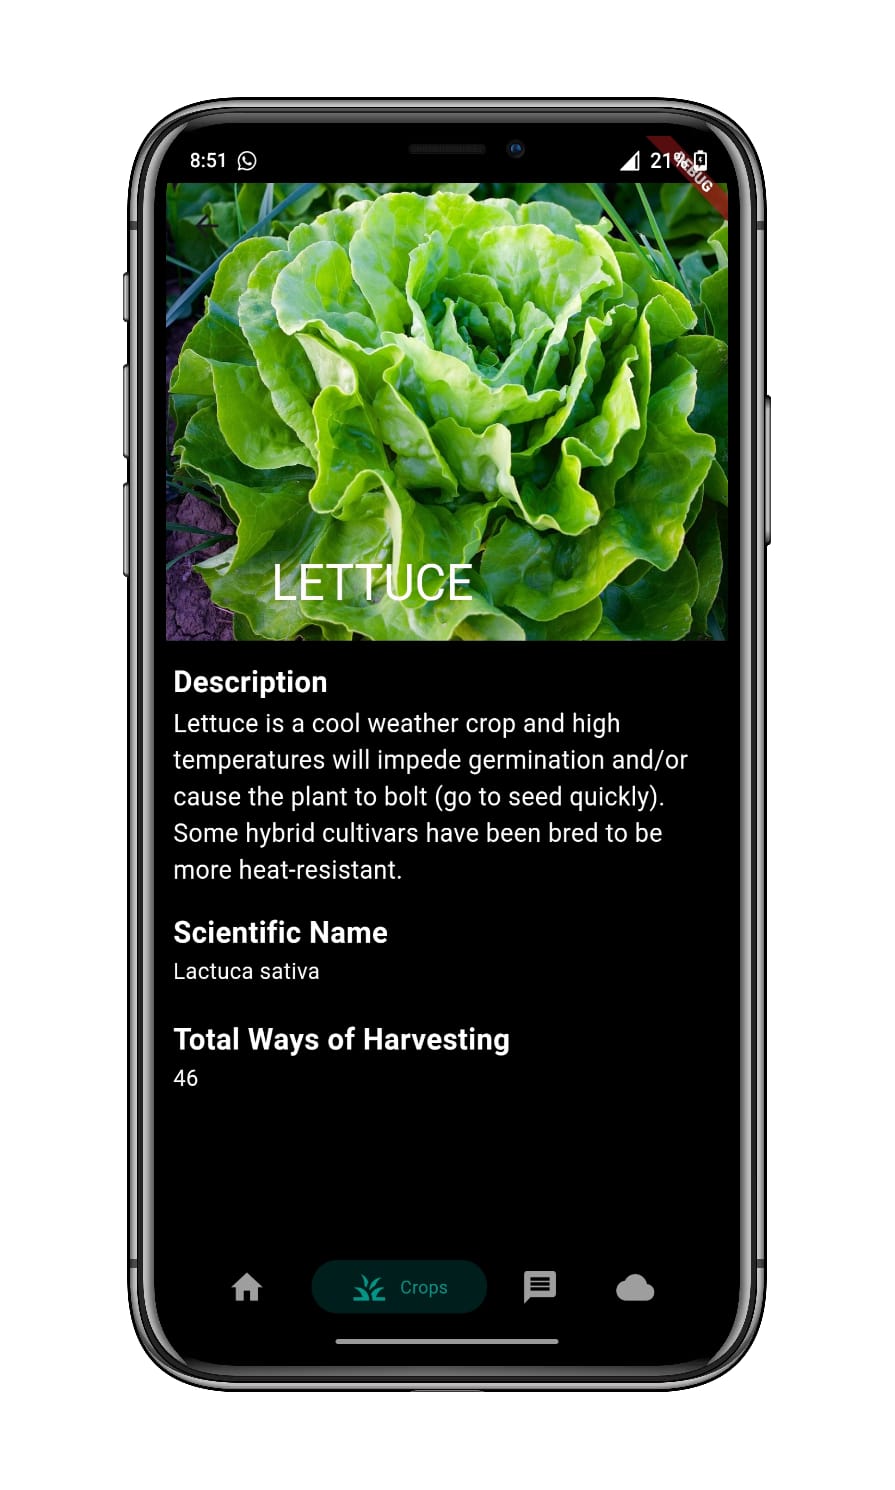 8:51
21%
DEBUG
LETTUCE
Description
Lettuce is a cool weather crop and high
temperatures will impede germination and/or
cause the plant to bolt (go to seed quickly).
Some hybrid cultivars have been bred to be
more heat-resistant.
Scientific Name
Lactuca sativa
Total Ways of Harvesting
46
Crops